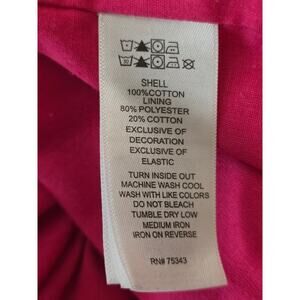 SHELL
100%COTTON
LINING
80% POLYESTER
20% COTTON
EXCLUSIVE OF
DECORATION
EXCLUSIVE OF
ELASTIC
TURN INSIDE OUT
MACHINE WASH COOL
WASH WITH LIKE COLORS
DO NOT BLEACH
TUMBLE DRY LOW
MEDIUM IRON
IRON ON REVERSE
RN# 75343